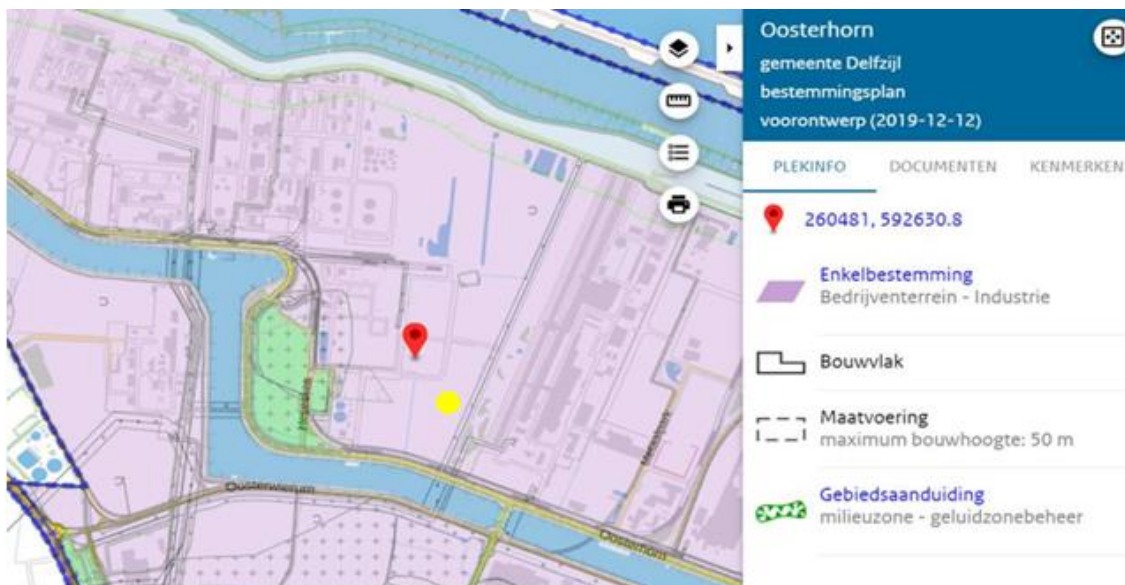 Oosterhorn
gemeente Delfzijl
bestemmingsplan
voorontwerp (2019-12-12)
PLEKINFO DOCUMENTEN KENMERKEN
260481, 592630.8
Enkelbestemming
Bedrijventerrein - Industrie
Bouwvlak
Maatvoering
maximum bouwhoogte: 50 m
Gebiedsaanduiding
milieuzone - geluidzonebeheer
Oosterwierum
Oosterhorn